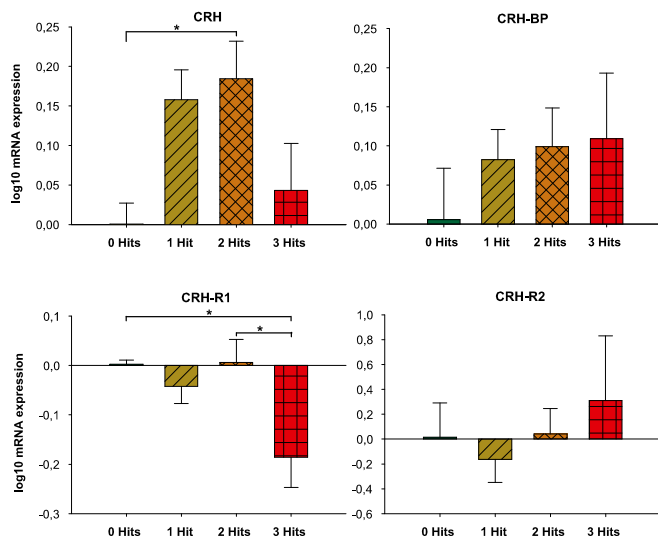 CRH
CRH-BP
*
log10 mRNA expression
0,25
0,20
0,15
0,10
0,05
0,00
0 Hits 1 Hit 2 Hits 3 Hits
0,25
0,20
0,15
0,10
0,05
0,00
0 Hits 1 Hit 2 Hits 3 Hits
CRH-R1
CRH-R2
*
*
log10 mRNA expression
0,1
0,0
-0,1
-0,2
-0,3
0 Hits 1 Hit 2 Hits 3 Hits
1,0
0,8
0,6
0,4
0,2
0,0
-0,2
-0,4
-0,6
0 Hits 1 Hit 2 Hits 3 Hits